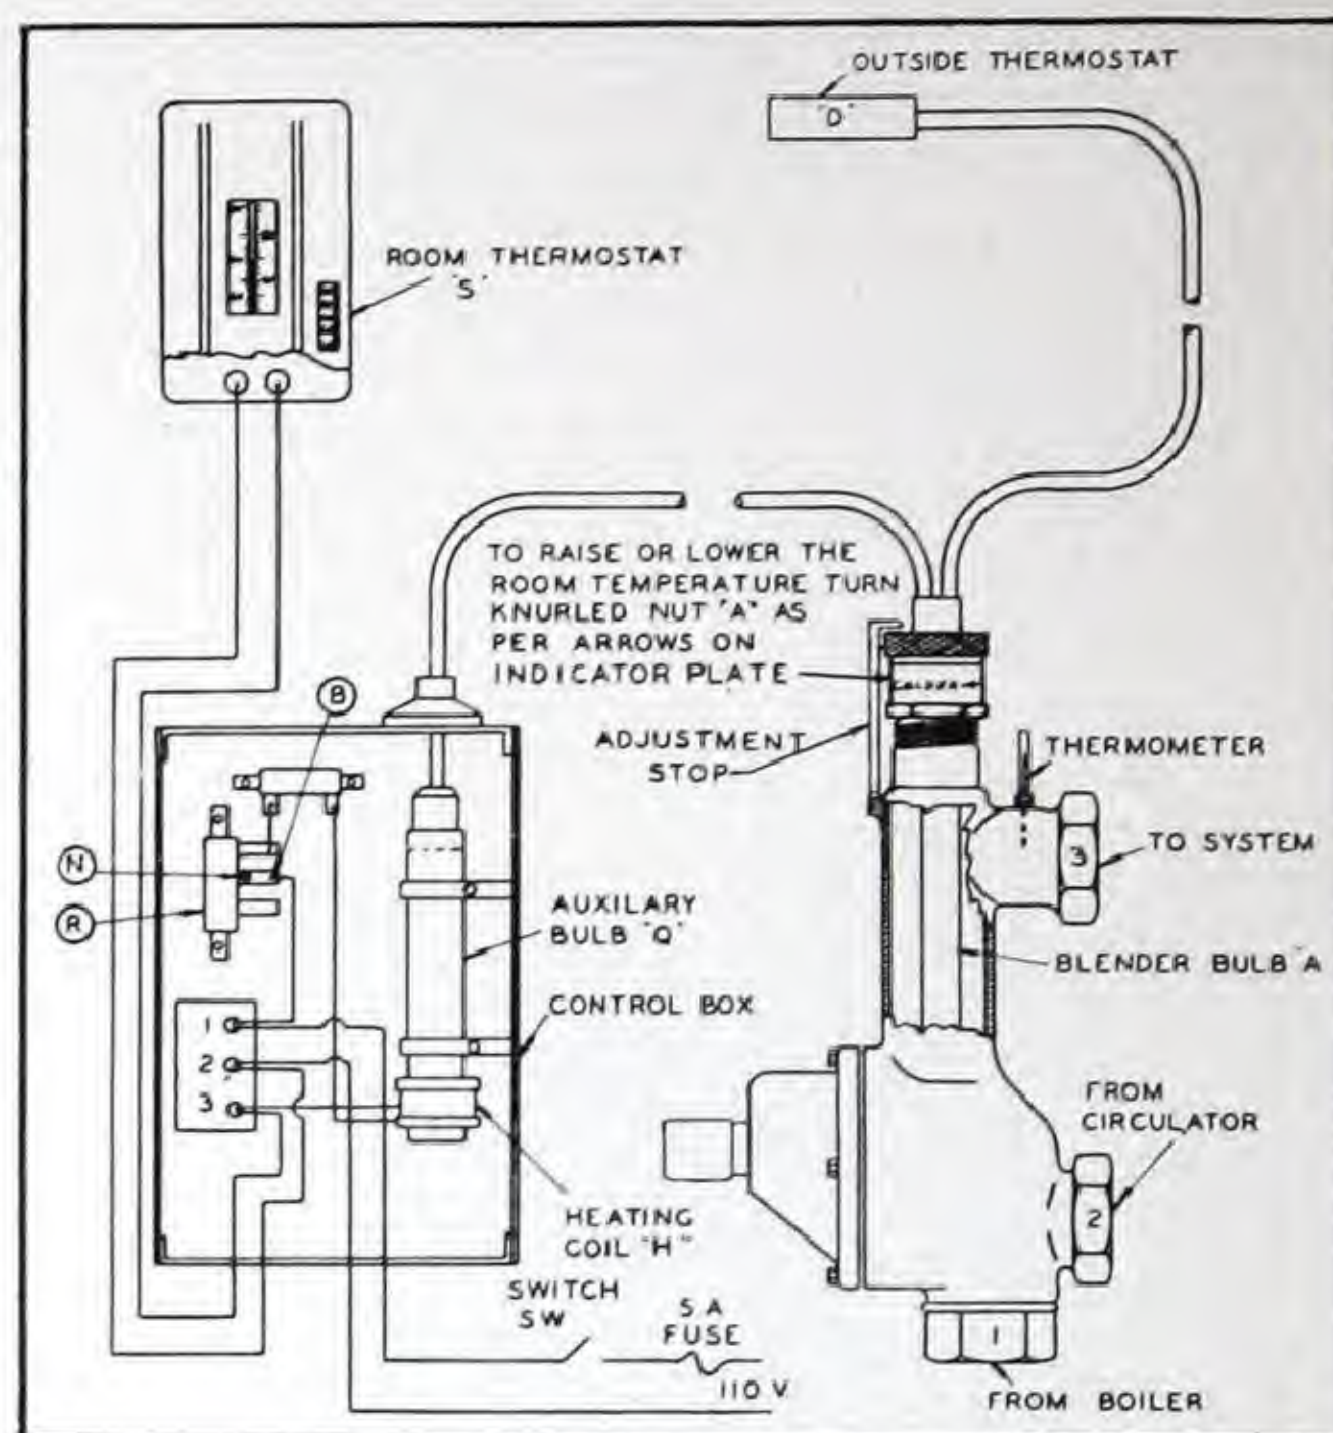 OUTSIDE THERMOSTAT
"D"
ROOM THERMOSTAT
"S"
TO RAISE OR LOWER THE
ROOM TEMPERATURE TURN
KNURLED NUT "A" AS
PER ARROWS ON
INDICATOR PLATE
B
ADJUSTMENT
STOP
THERMOMETER
3
TO SYSTEM
N
R
AUXILARY
BULB "Q"
BLENDER BULB "A
CONTROL BOX
1
2
3
FROM
CIRCULATOR
2
HEATING
COIL "H"
SWITCH
SW
5 A
FUSE
110 V
1
FROM BOILER